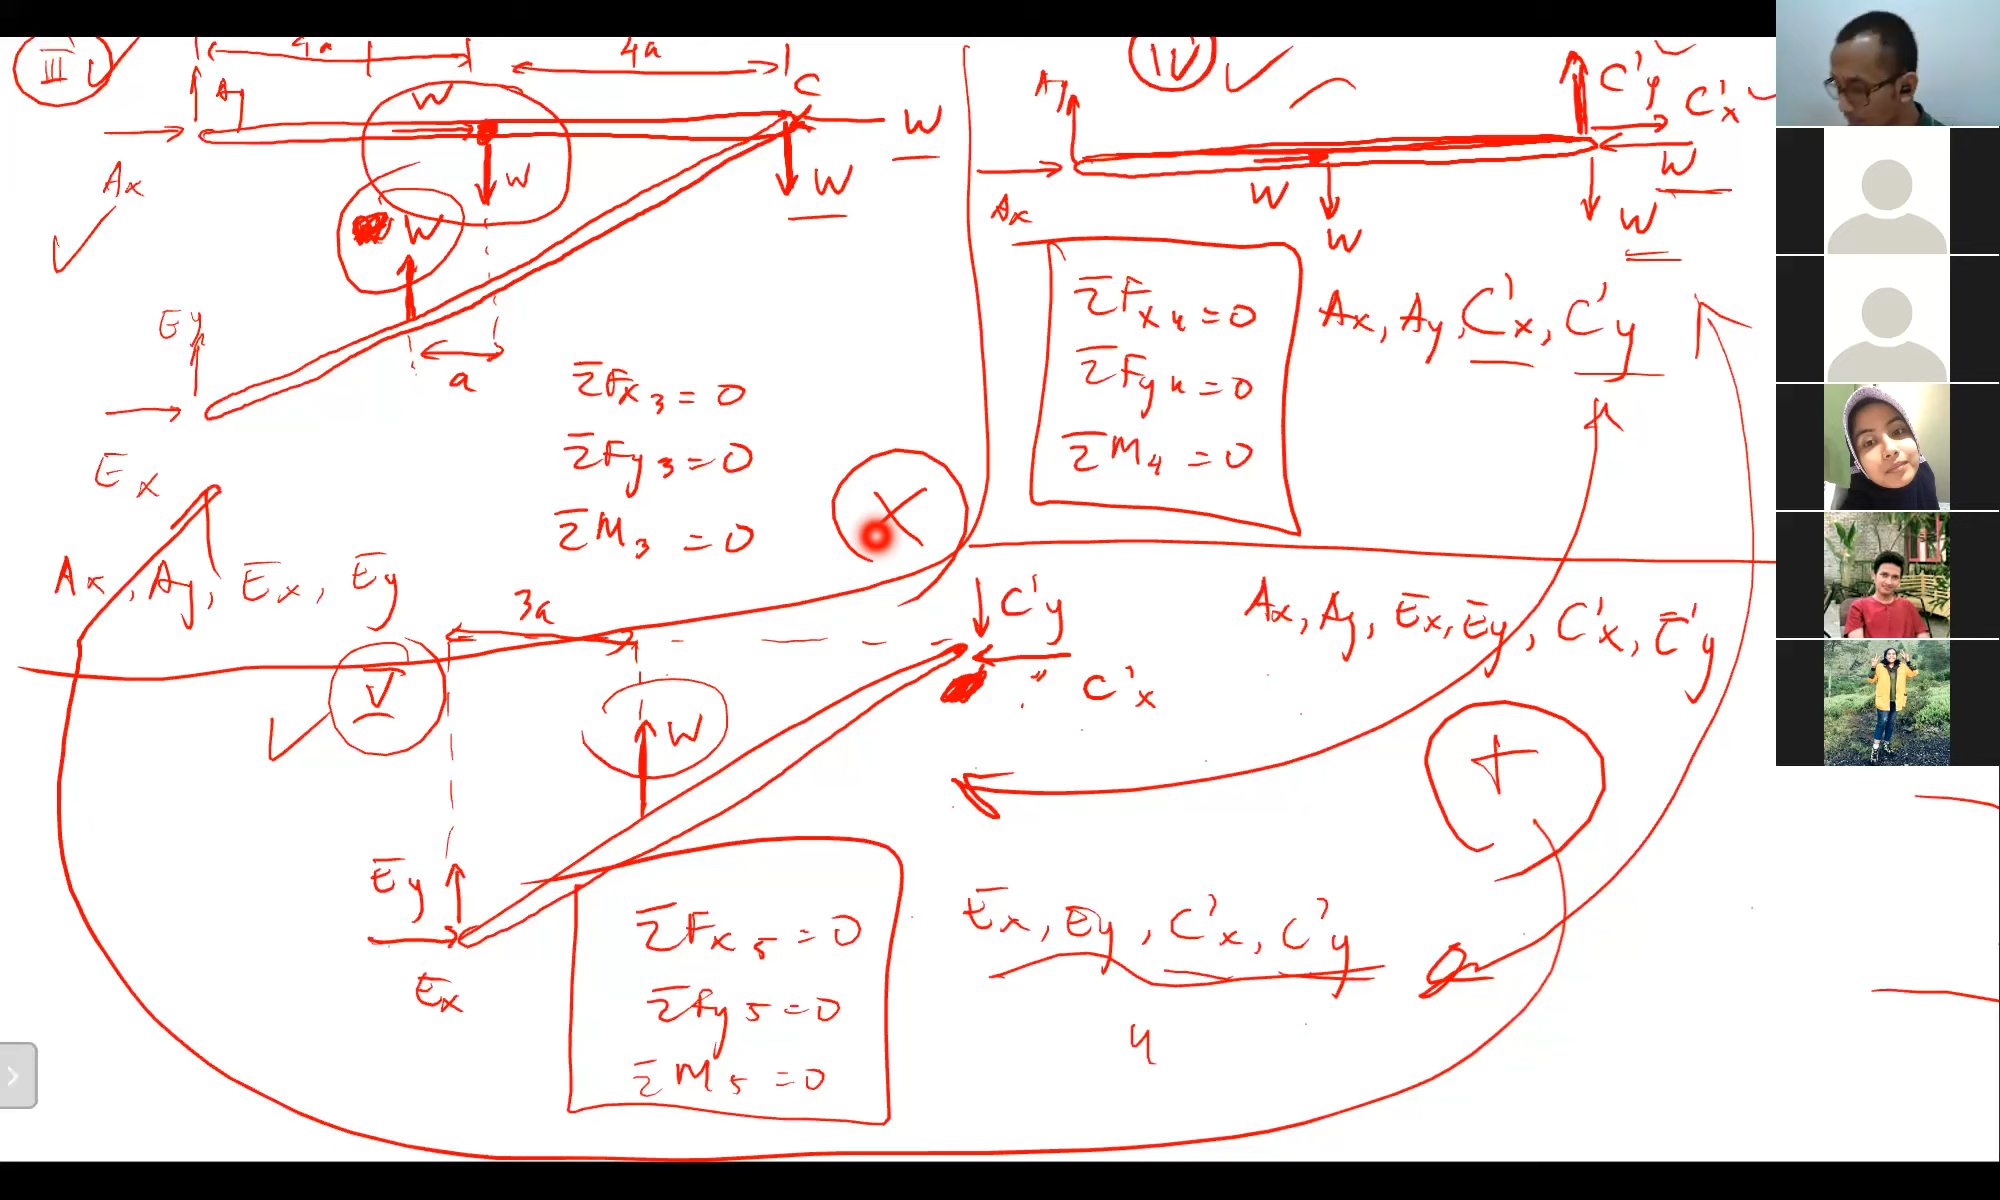 III
4a
4a
Ay
W
C
W
Ax
W
W
W
Ey
a
Ex
ΣFx3 = 0
ΣFy3 = 0
ΣM3 = 0
Ax, Ay, Ex, Ey
X
IV
Ay
C'y
C'x
Ax
W
W
W
W
ΣFx4 = 0
ΣFy4 = 0
ΣM4 = 0
Ax, Ay, C'x, C'y
V
3a
C'y
C'x
W
Ey
Ex
ΣFx5 = 0
ΣFy5 = 0
ΣM5 = 0
Ax, Ay, Ex, Ey, C'x, C'y
+
Ex, Ey, C'x, C'y
4